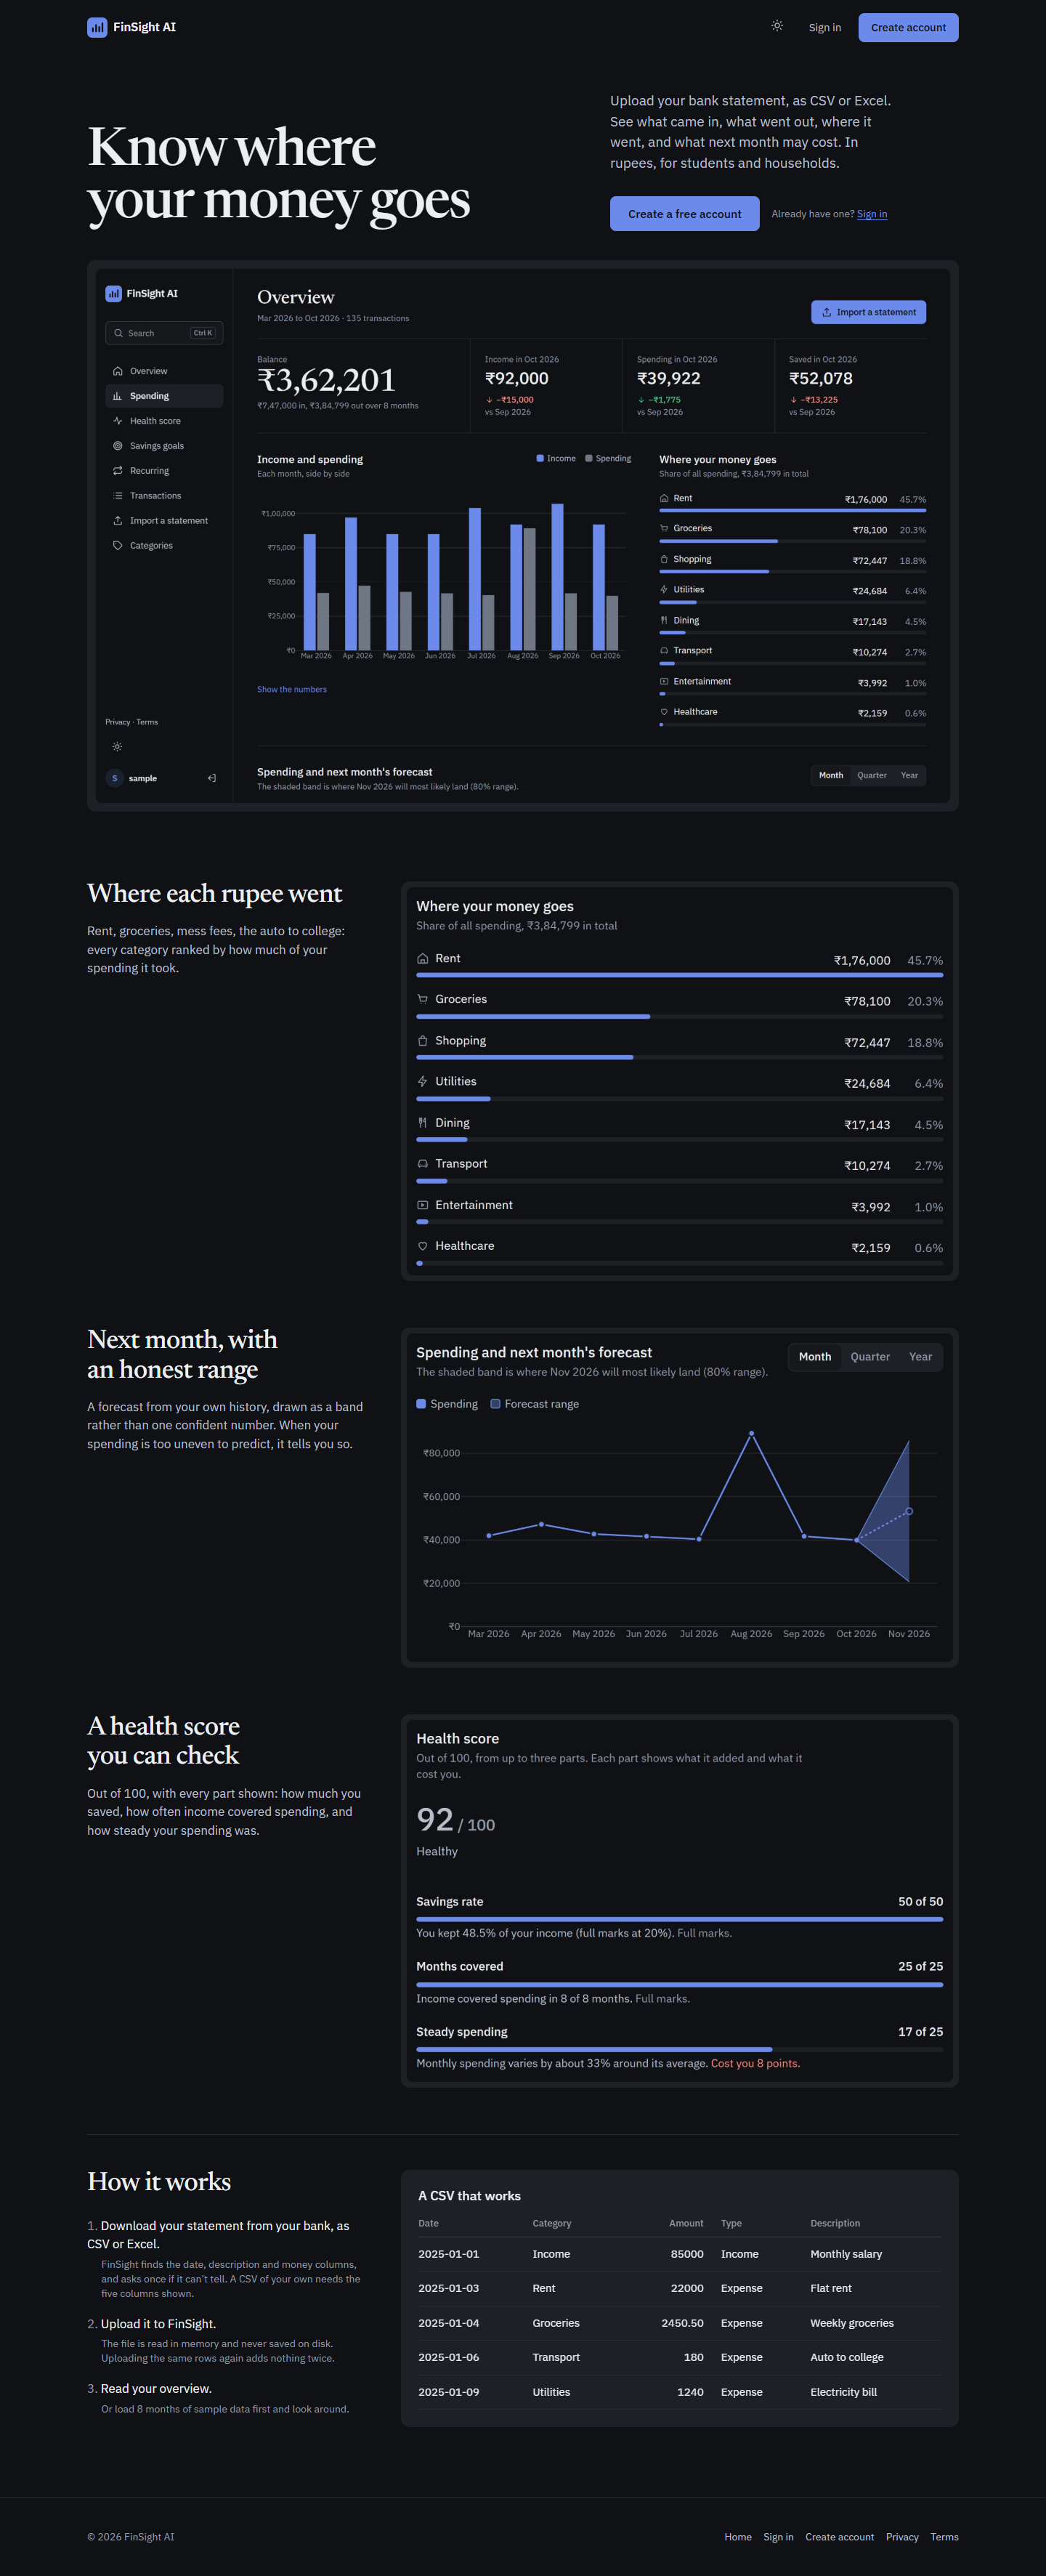 FinSight AI
Sign in
Create account
Know where
your money goes
Upload your bank statement, as CSV or Excel.
See what came in, what went out, where it
went, and what next month may cost. In
rupees, for students and households.
Create a free account
Already have one? Sign in
FinSight AI
Search
Ctrl K
Overview
Spending
Health score
Savings goals
Recurring
Transactions
Import a statement
Categories
Privacy · Terms
S
sample
Overview
Mar 2026 to Oct 2026 · 135 transactions
Import a statement
Balance
₹3,62,201
₹7,47,000 in, ₹3,84,799 out over 8 months
Income in Oct 2026
₹92,000
↓ −₹15,000
vs Sep 2026
Spending in Oct 2026
₹39,922
↓ −₹1,775
vs Sep 2026
Saved in Oct 2026
₹52,078
↓ −₹13,225
vs Sep 2026
Income and spending
Each month, side by side
Income
Spending
₹1,00,000
₹75,000
₹50,000
₹25,000
₹0
Mar 2026 Apr 2026 May 2026 Jun 2026 Jul 2026 Aug 2026 Sep 2026 Oct 2026
Show the numbers
Where your money goes
Share of all spending, ₹3,84,799 in total
Rent ₹1,76,000 45.7%
Groceries ₹78,100 20.3%
Shopping ₹72,447 18.8%
Utilities ₹24,684 6.4%
Dining ₹17,143 4.5%
Transport ₹10,274 2.7%
Entertainment ₹3,992 1.0%
Healthcare ₹2,159 0.6%
Spending and next month's forecast
The shaded band is where Nov 2026 will most likely land (80% range).
Month Quarter Year
Where each rupee went
Rent, groceries, mess fees, the auto to college:
every category ranked by how much of your
spending it took.
Where your money goes
Share of all spending, ₹3,84,799 in total
Rent ₹1,76,000 45.7%
Groceries ₹78,100 20.3%
Shopping ₹72,447 18.8%
Utilities ₹24,684 6.4%
Dining ₹17,143 4.5%
Transport ₹10,274 2.7%
Entertainment ₹3,992 1.0%
Healthcare ₹2,159 0.6%
Next month, with
an honest range
A forecast from your own history, drawn as a band
rather than one confident number. When your
spending is too uneven to predict, it tells you so.
Spending and next month's forecast
The shaded band is where Nov 2026 will most likely land (80% range).
Month Quarter Year
Spending
Forecast range
₹80,000
₹60,000
₹40,000
₹20,000
₹0
Mar 2026 Apr 2026 May 2026 Jun 2026 Jul 2026 Aug 2026 Sep 2026 Oct 2026 Nov 2026
A health score
you can check
Out of 100, with every part shown: how much you
saved, how often income covered spending, and
how steady your spending was.
Health score
Out of 100, from up to three parts. Each part shows what it added and what it
cost you.
92 / 100
Healthy
Savings rate 50 of 50
You kept 48.5% of your income (full marks at 20%). Full marks.
Months covered 25 of 25
Income covered spending in 8 of 8 months. Full marks.
Steady spending 17 of 25
Monthly spending varies by about 33% around its average. Cost you 8 points.
How it works
1. Download your statement from your bank, as
CSV or Excel.
FinSight finds the date, description and money columns,
and asks once if it can't tell. A CSV of your own needs the
five columns shown.
2. Upload it to FinSight.
The file is read in memory and never saved on disk.
Uploading the same rows again adds nothing twice.
3. Read your overview.
Or load 8 months of sample data first and look around.
A CSV that works
Date Category Amount Type Description
2025-01-01 Income 85000 Income Monthly salary
2025-01-03 Rent 22000 Expense Flat rent
2025-01-04 Groceries 2450.50 Expense Weekly groceries
2025-01-06 Transport 180 Expense Auto to college
2025-01-09 Utilities 1240 Expense Electricity bill
© 2026 FinSight AI
Home Sign in Create account Privacy Terms